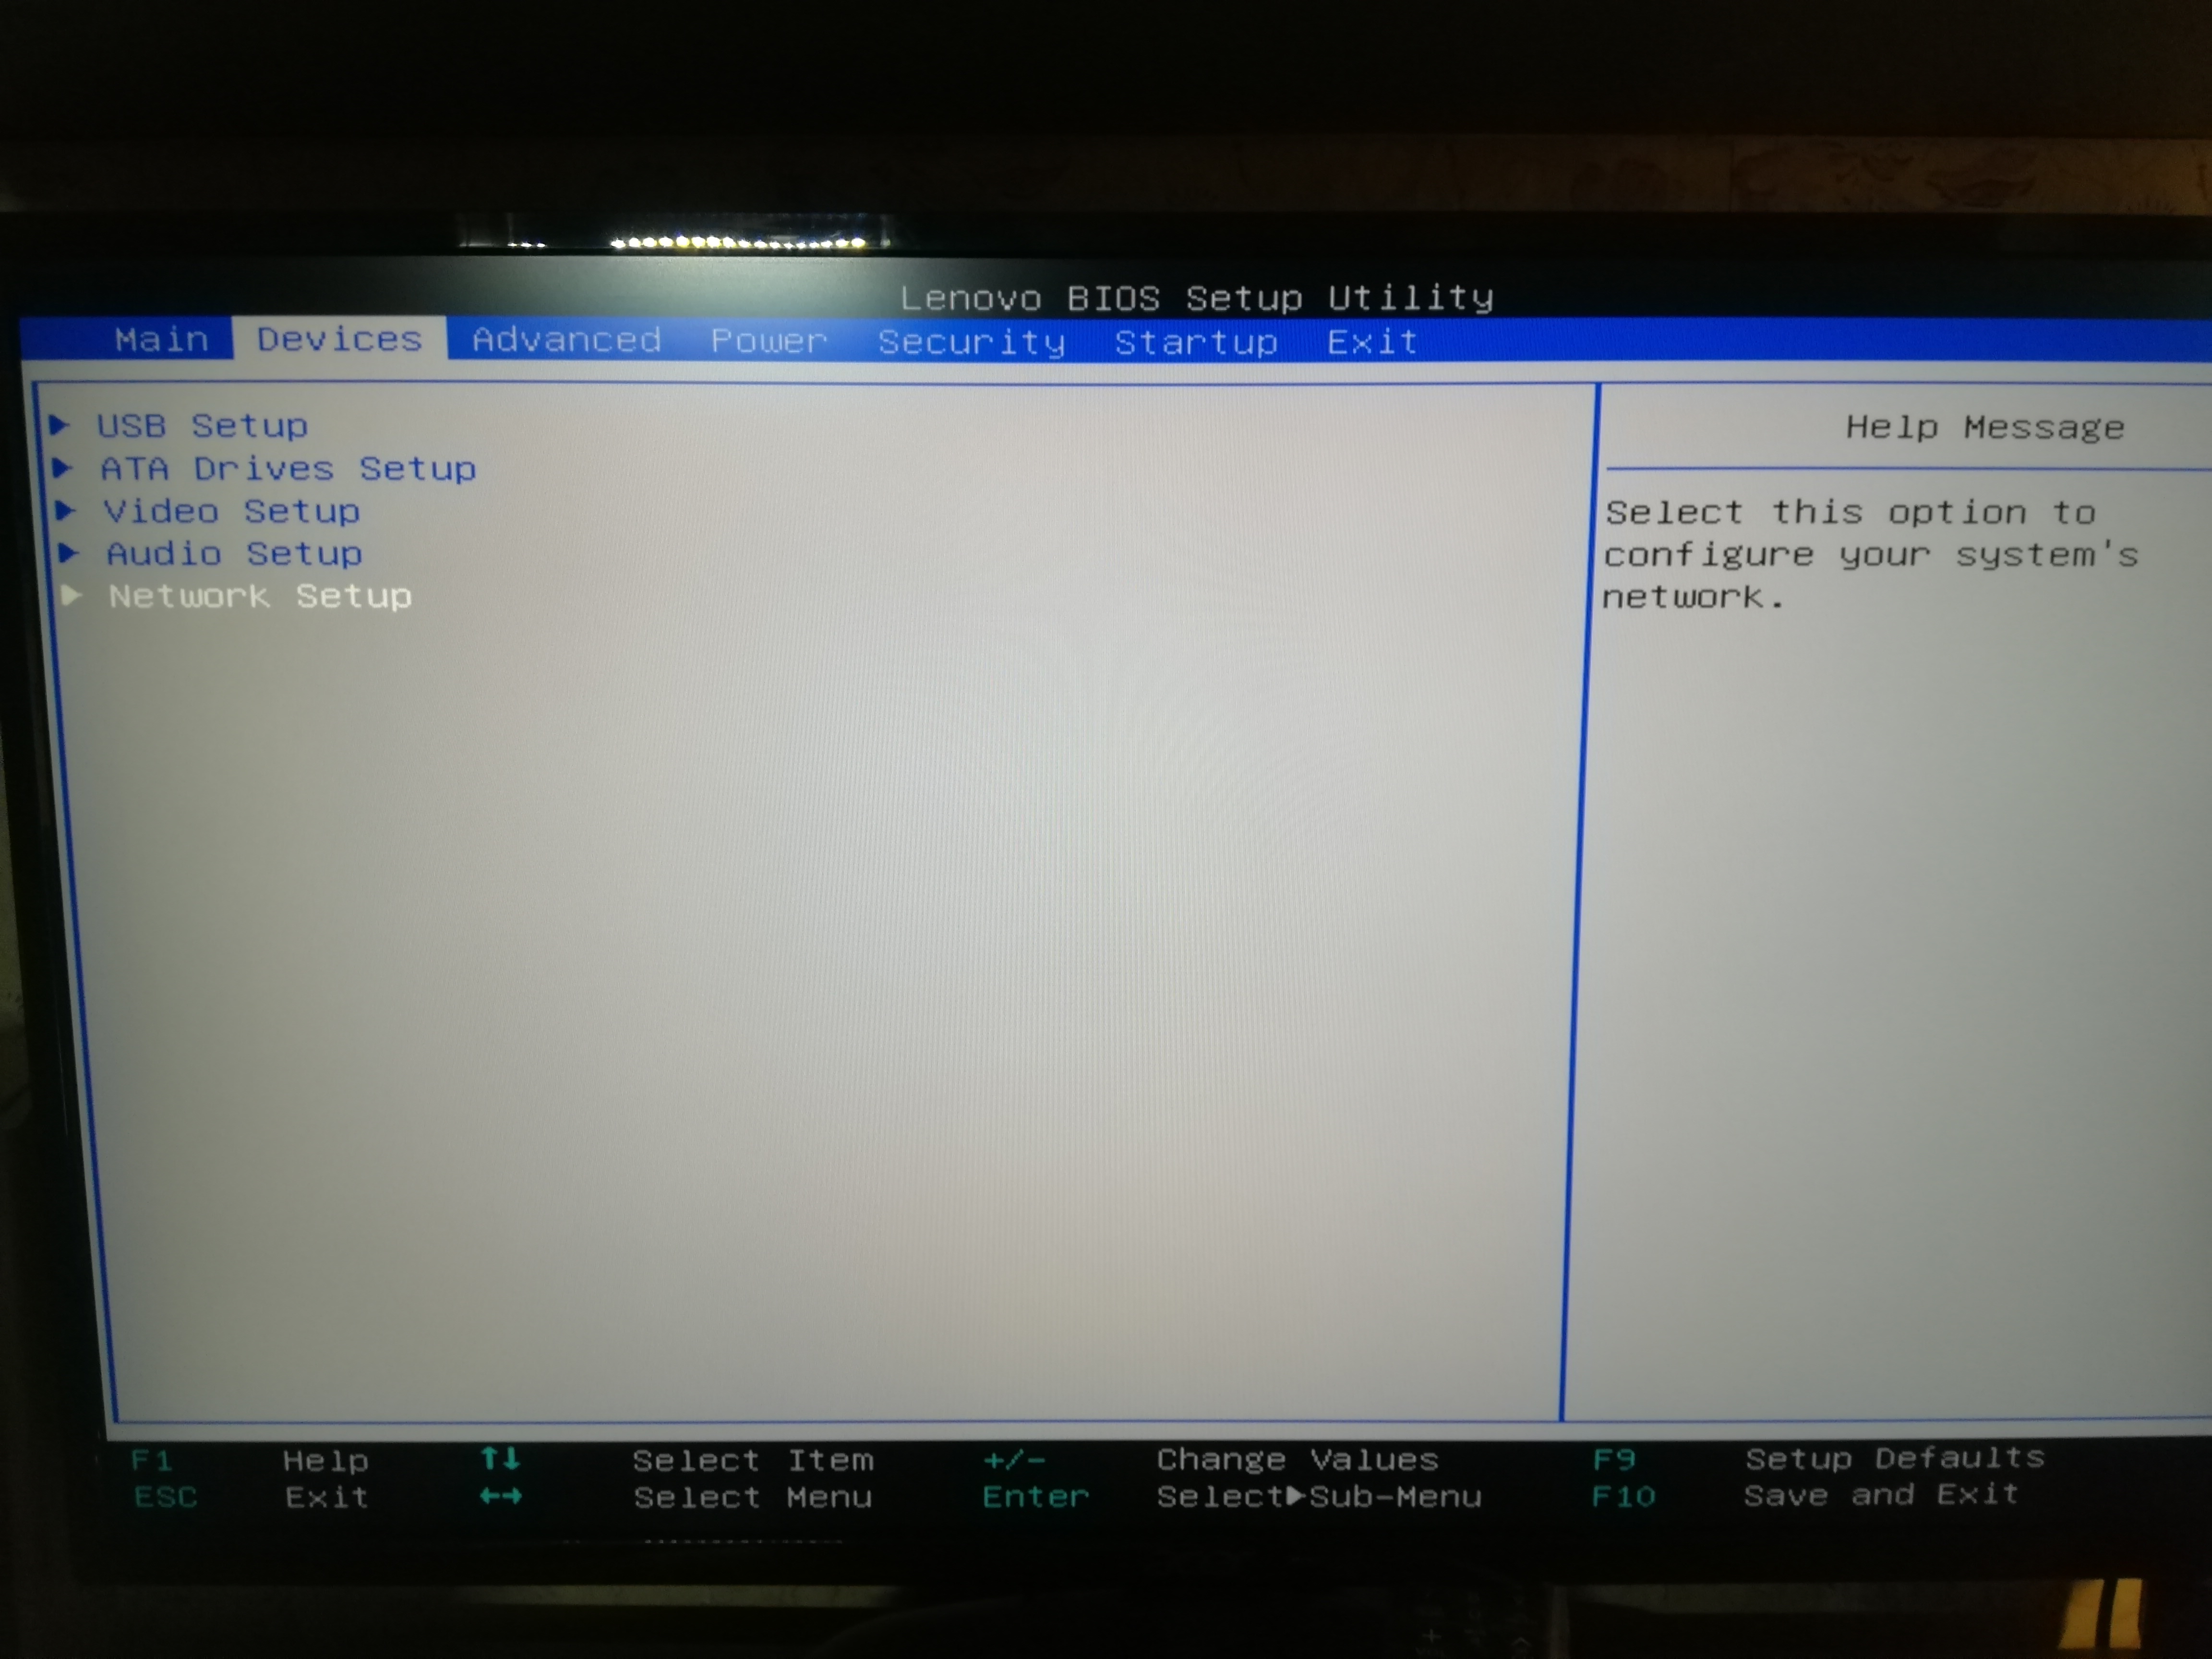 Lenovo BIOS Setup Utility
Main Devices Advanced Power Security Startup Exit
▶ USB Setup
▶ ATA Drives Setup
▶ Video Setup
▶ Audio Setup
▶ Network Setup
Help Message
Select this option to
configure your system's
network.
F1 Help ↑↓ Select Item +/- Change Values F9 Setup Defaults
ESC Exit ←→ Select Menu Enter Select▶Sub-Menu F10 Save and Exit